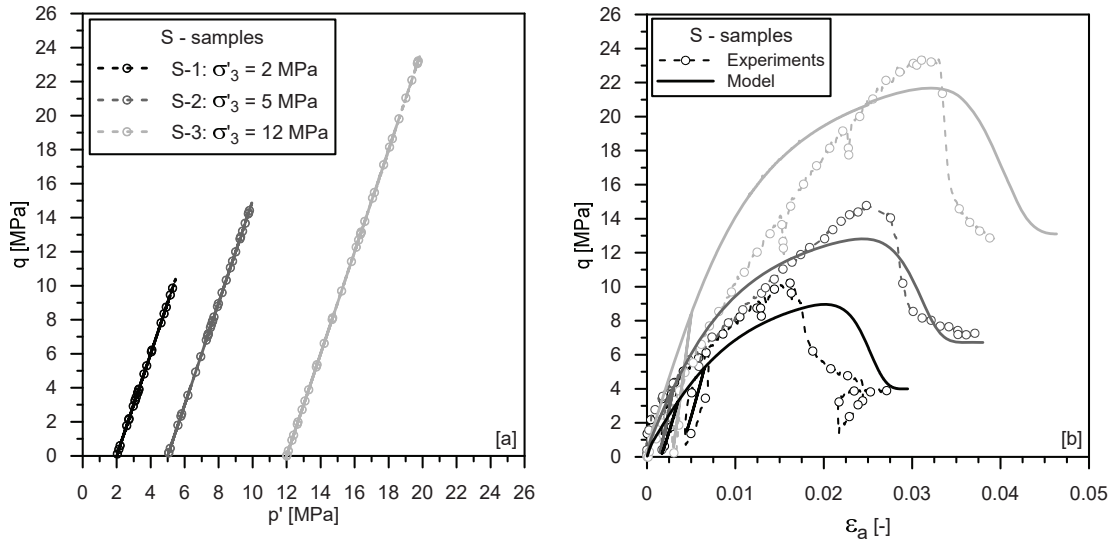 S - samples
S-1: σ'3 = 2 MPa
S-2: σ'3 = 5 MPa
S-3: σ'3 = 12 MPa
26
24
22
20
18
16
14
12
10
8
6
4
2
0
q [MPa]
[a]
0 2 4 6 8 10 12 14 16 18 20 22 24 26
p' [MPa]
S - samples
Experiments
Model
26
24
22
20
18
16
14
12
10
8
6
4
2
0
q [MPa]
[b]
0 0.01 0.02 0.03 0.04 0.05
εa [-]